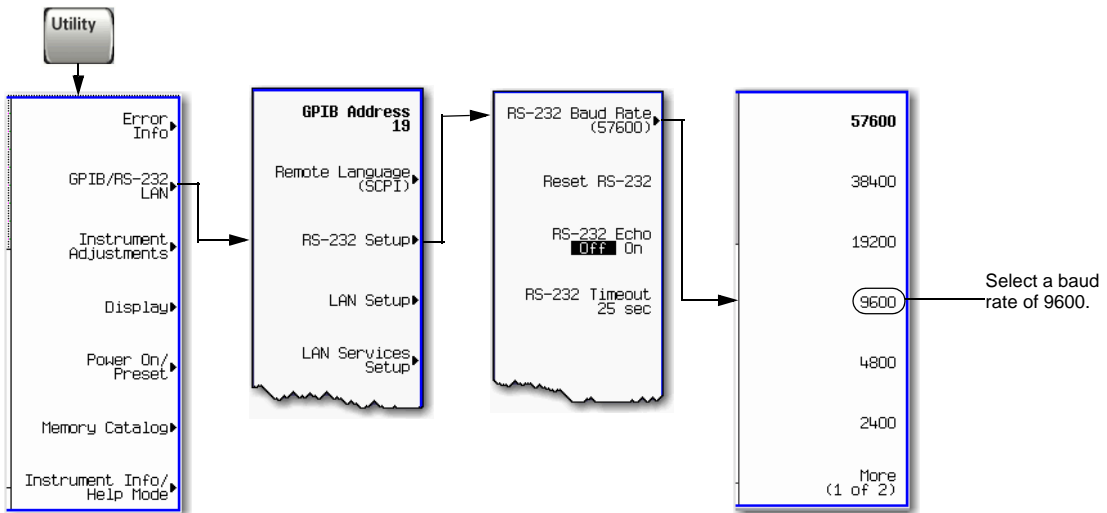 Utility
Error
Info
GPIB/RS-232
LAN
Instrument
Adjustments
Display
Power On/
Preset
Memory Catalog
Instrument Info/
Help Mode
GPIB Address
19
Remote Language
(SCPI)
RS-232 Setup
LAN Setup
LAN Services
Setup
RS-232 Baud Rate
(57600)
Reset RS-232
RS-232 Echo
Off On
RS-232 Timeout
25 sec
57600
38400
19200
9600
4800
2400
More
(1 of 2)
Select a baud
rate of 9600.